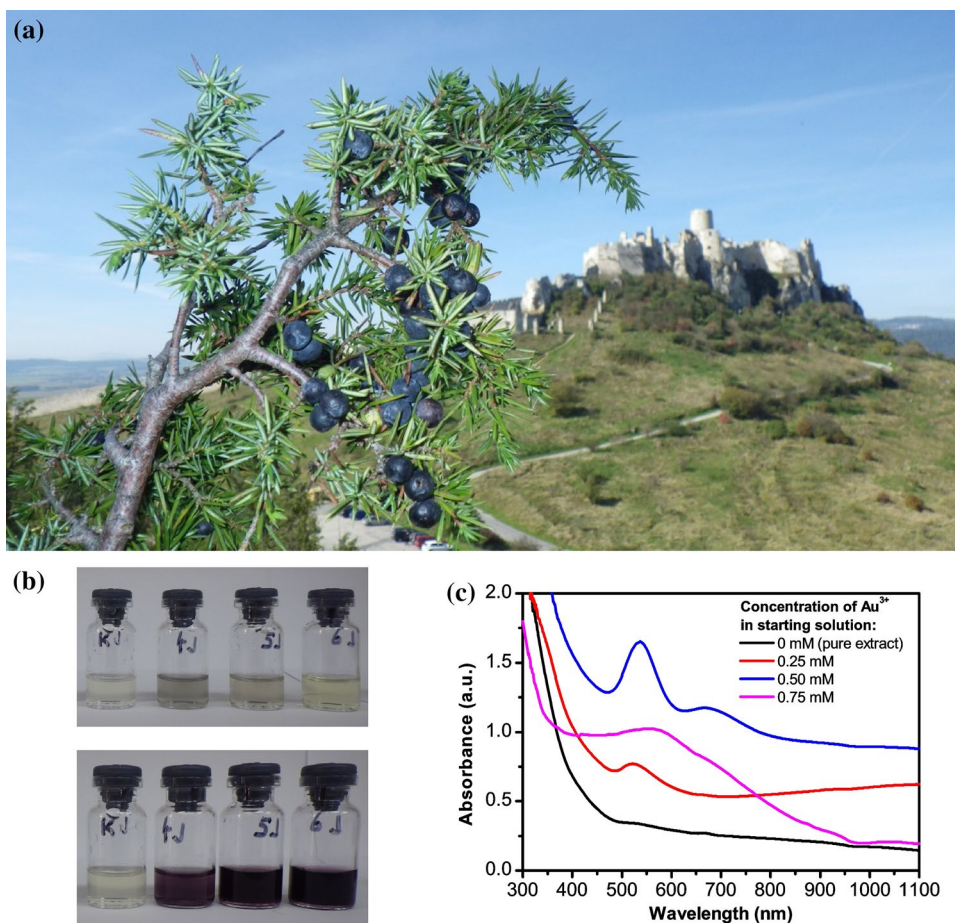 (a)
(b)
KJ 4J 5J 6J
KJ 4J 5J 6J
(c)
Concentration of Au³⁺
in starting solution:
0 mM (pure extract)
0.25 mM
0.50 mM
0.75 mM
2.0
1.5
1.0
0.5
0.0
Absorbance (a.u.)
300 400 500 600 700 800 900 1000 1100
Wavelength (nm)